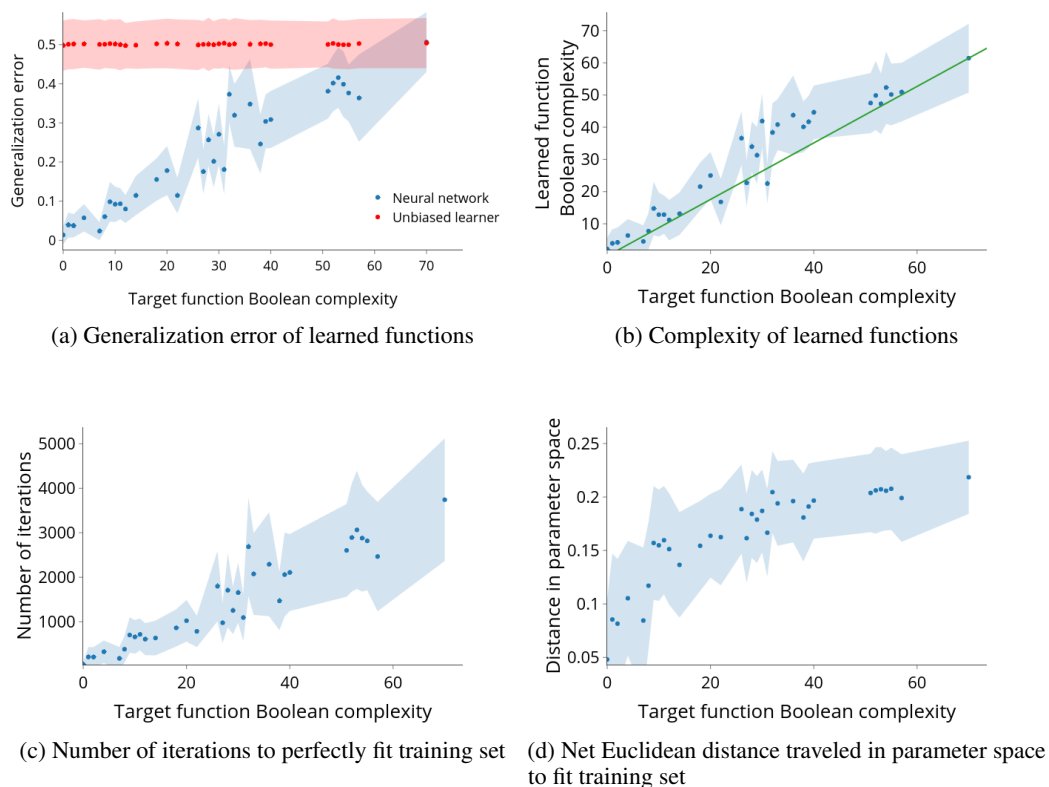 Generalization error
0.5
0.4
0.3
0.2
0.1
0
0 10 20 30 40 50 60 70
Neural network
Unbiased learner
Target function Boolean complexity
(a) Generalization error of learned functions
Learned function
Boolean complexity
70
60
50
40
30
20
10
0 20 40 60
Target function Boolean complexity
(b) Complexity of learned functions
Number of iterations
5000
4000
3000
2000
1000
0 20 40 60
Target function Boolean complexity
(c) Number of iterations to perfectly fit training set
Distance in parameter space
0.25
0.2
0.15
0.1
0.05
0 20 40 60
Target function Boolean complexity
(d) Net Euclidean distance traveled in parameter space
to fit training set